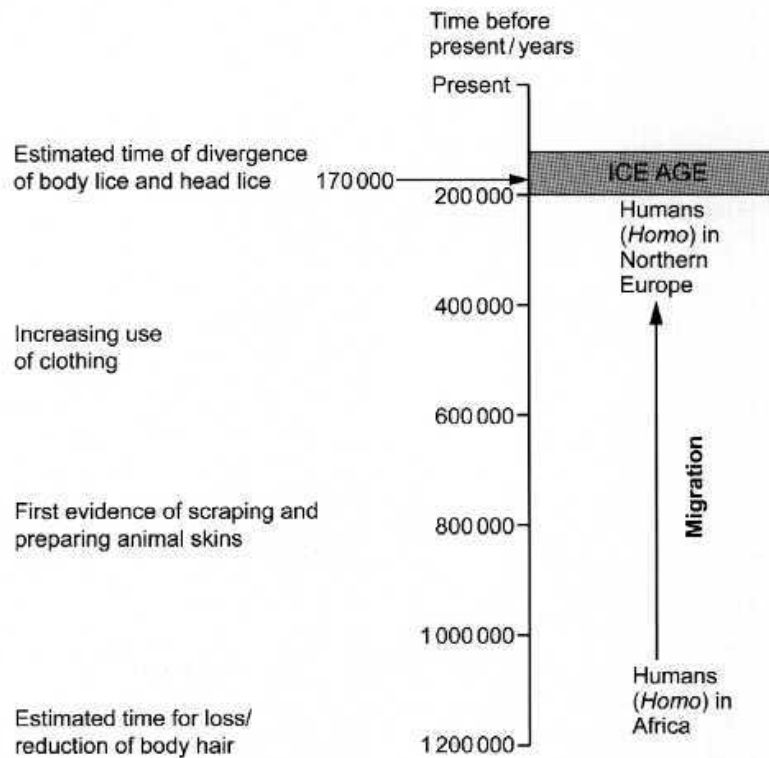 Time before
present/years
Present
Estimated time of divergence
of body lice and head lice
170 000
ICE AGE
200 000
Humans
(Homo) in
Northern
Europe
400 000
Increasing use
of clothing
600 000
Migration
First evidence of scraping and
preparing animal skins
800 000
1 000 000
Humans
(Homo) in
Africa
Estimated time for loss/
reduction of body hair
1 200 000